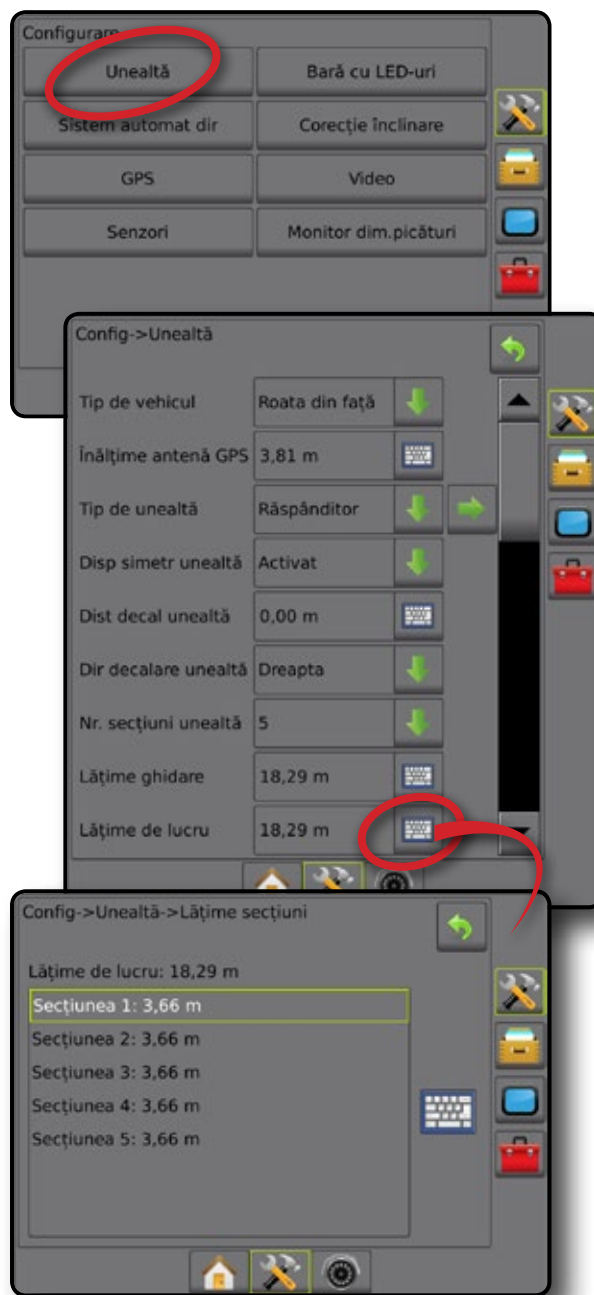 Configurare
Unealtă
Bară cu LED-uri
Sistem automat dir
Corecție înclinare
GPS
Video
Senzori
Monitor dim.picături
Config->Unealtă
Tip de vehicul Roata din față
Înălțime antenă GPS 3,81 m
Tip de unealtă Răspânditor
Disp simetr unealtă Activat
Dist decal unealtă 0,00 m
Dir decalare unealtă Dreapta
Nr. secțiuni unealtă 5
Lățime ghidare 18,29 m
Lățime de lucru 18,29 m
Config->Unealtă->Lățime secțiuni
Lățime de lucru: 18,29 m
Secțiunea 1: 3,66 m
Secțiunea 2: 3,66 m
Secțiunea 3: 3,66 m
Secțiunea 4: 3,66 m
Secțiunea 5: 3,66 m